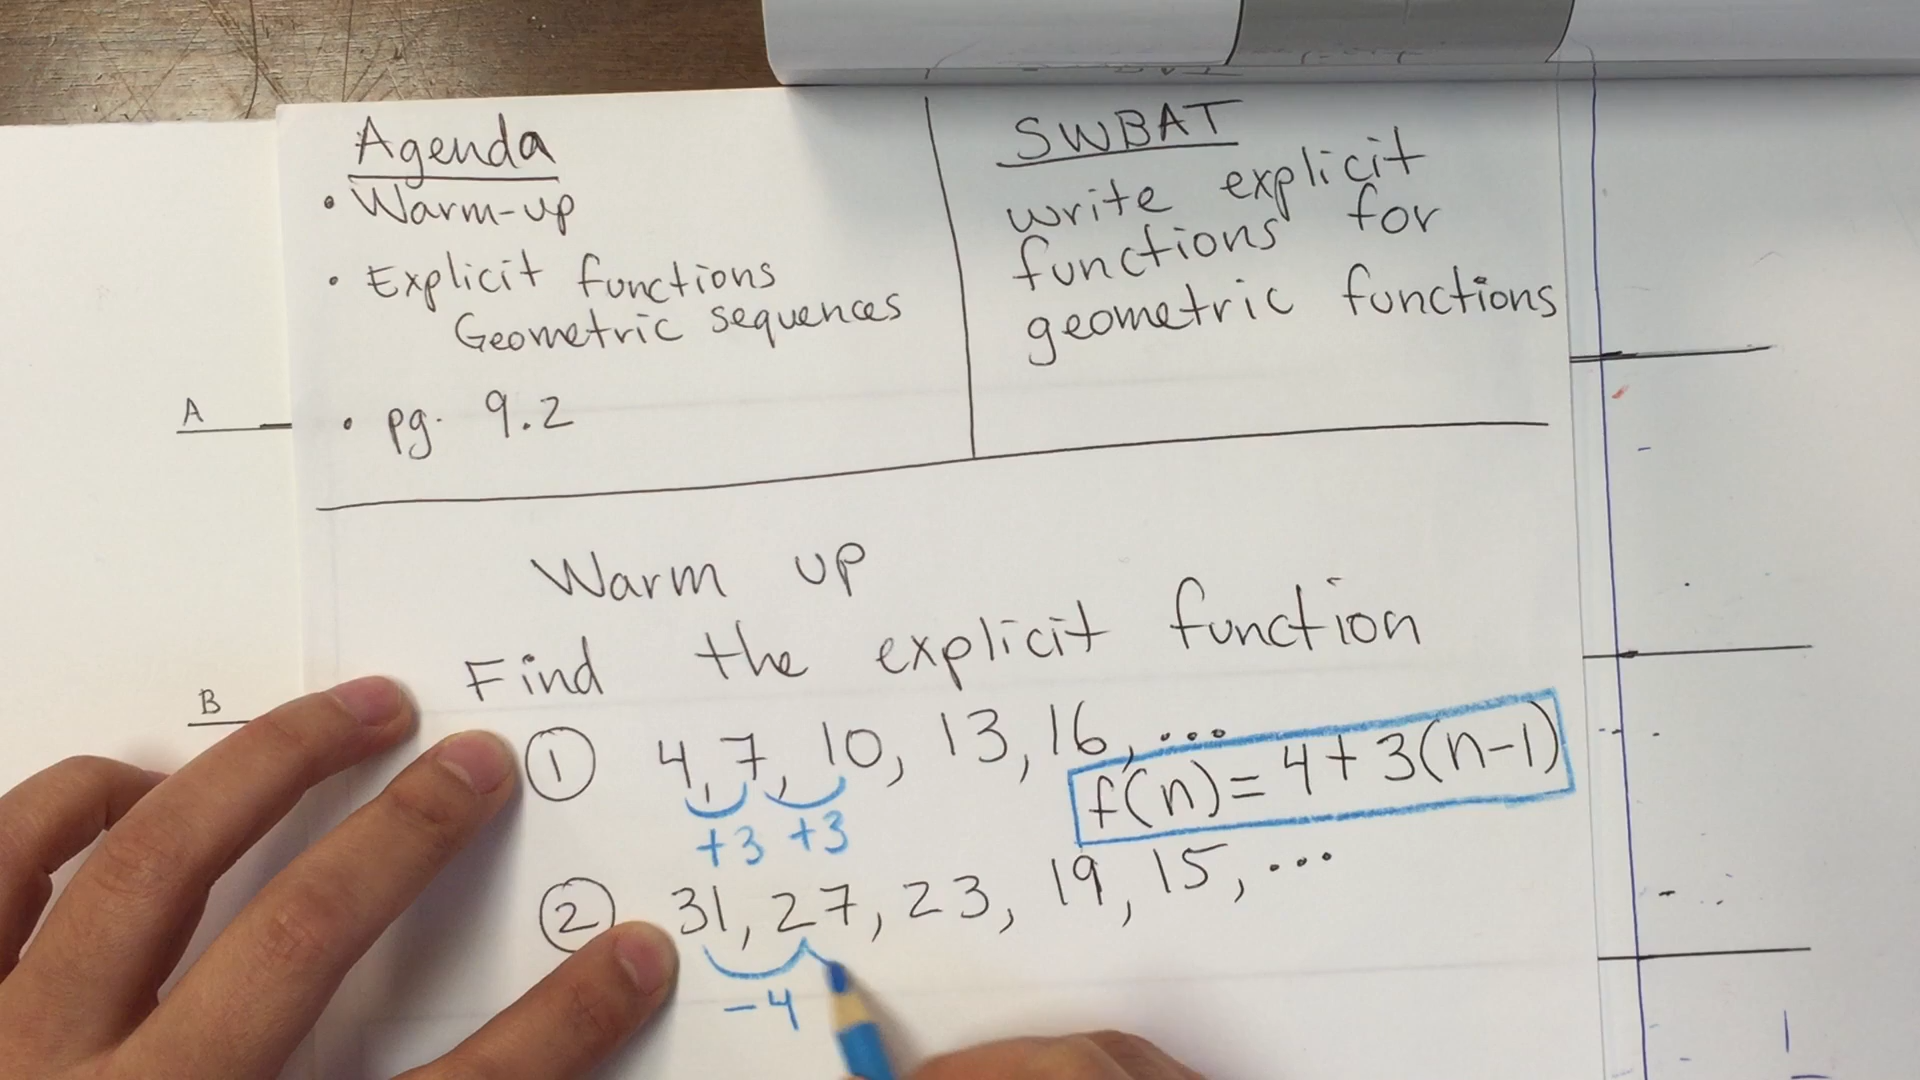 Agenda
• Warm-up
• Explicit functions
Geometric sequences
• pg. 9.2
SWBAT
write explicit
functions for
geometric functions
A
B
Warm up
Find the explicit function
① 4, 7, 10, 13, 16, ...
f(n) = 4 + 3(n-1)
+3 +3
② 31, 27, 23, 19, 15, ...
-4